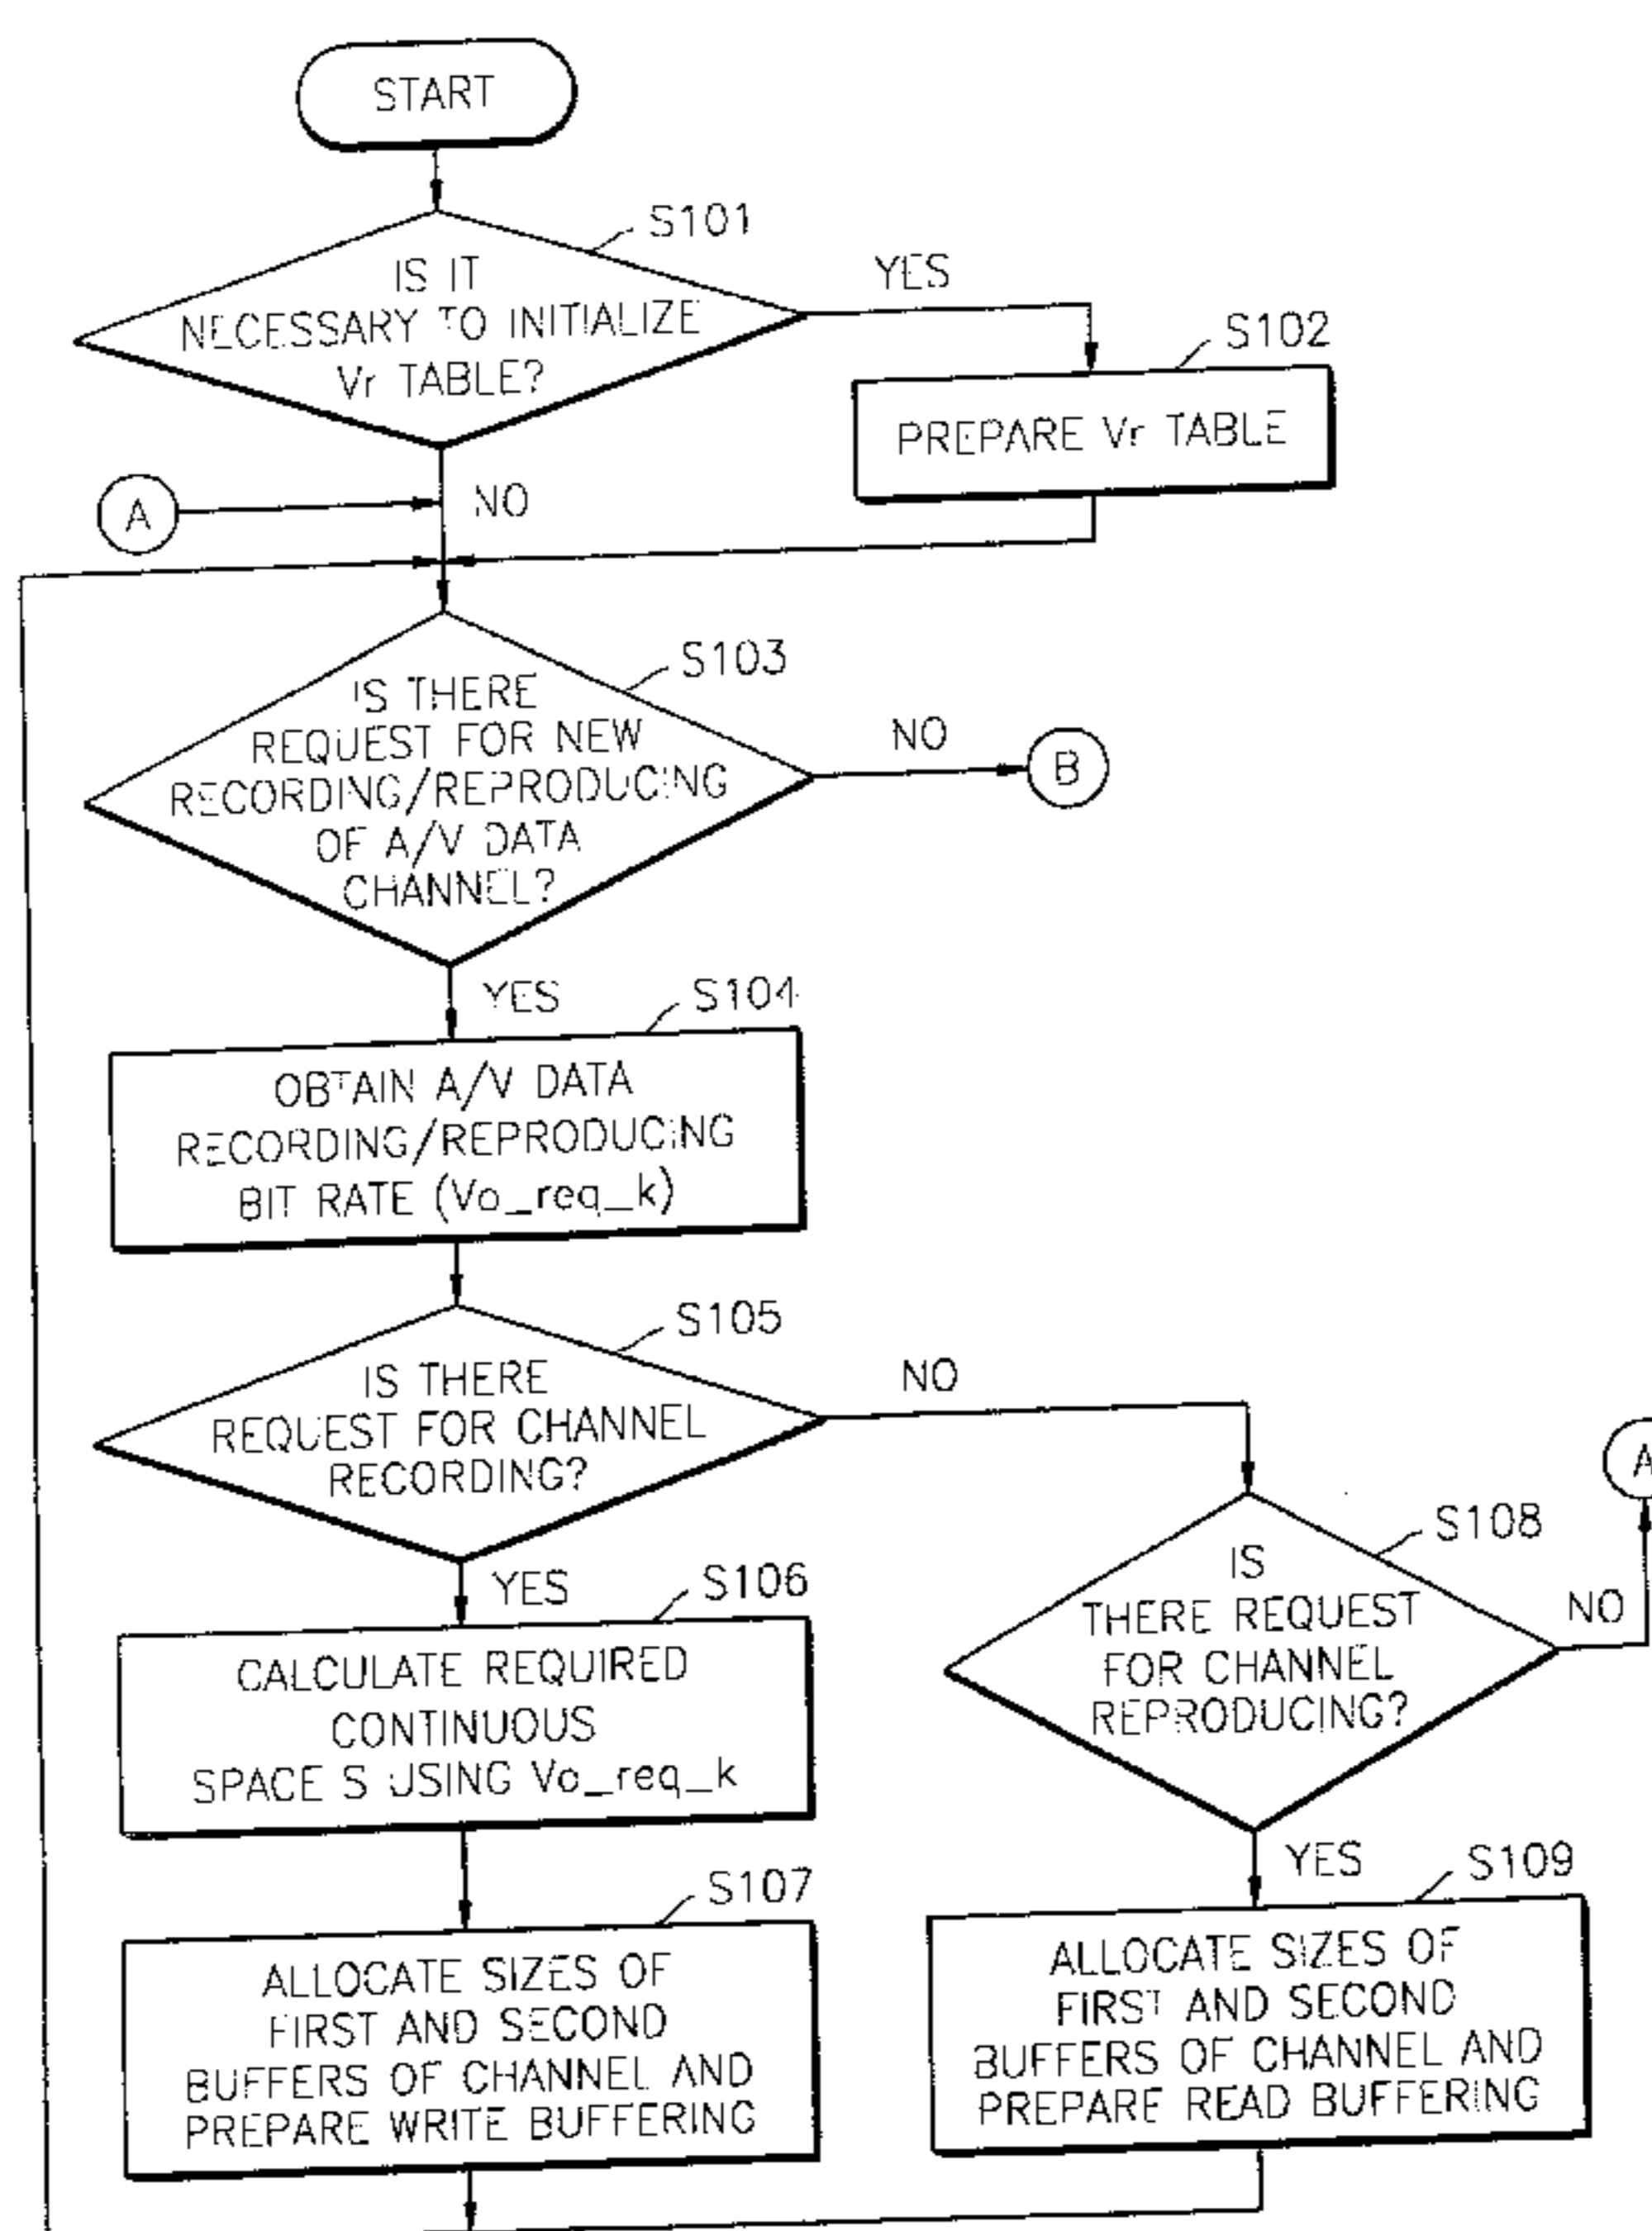 START
S101
IS IT
NECESSARY TO INITIALIZE
Vr TABLE?
YES
S102
PREPARE Vr TABLE
A
NO
S103
IS THERE
REQUEST FOR NEW
RECORDING/REPRODUCING
OF A/V DATA
CHANNEL?
NO
B
YES
S104
OBTAIN A/V DATA
RECORDING/REPRODUCING
BIT RATE (Vo_req_k)
S105
IS THERE
REQUEST FOR CHANNEL
RECORDING?
NO
A
S108
IS
THERE REQUEST
FOR CHANNEL
REPRODUCING?
NO
YES
S106
CALCULATE REQUIRED
CONTINUOUS
SPACE S USING Vo_req_k
S107
ALLOCATE SIZES OF
FIRST AND SECOND
BUFFERS OF CHANNEL AND
PREPARE WRITE BUFFERING
YES
S109
ALLOCATE SIZES OF
FIRST AND SECOND
BUFFERS OF CHANNEL AND
PREPARE READ BUFFERING